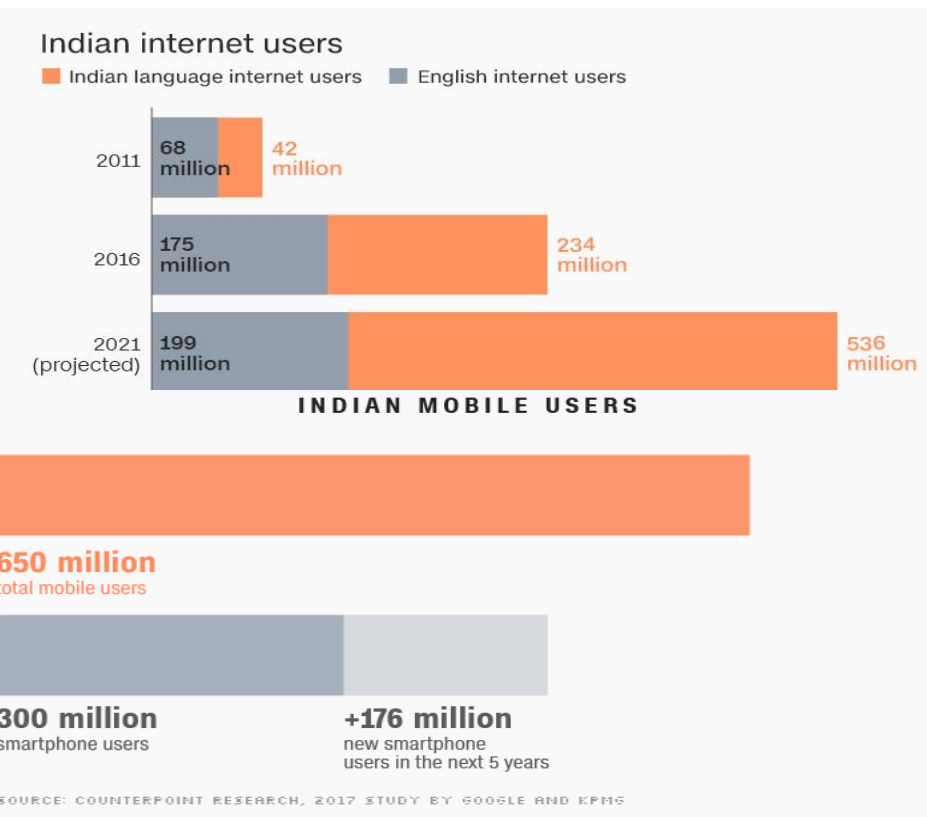 Indian internet users
Indian language internet users English internet users
2011
68
million
42
million
2016
175
million
234
million
2021
(projected)
199
million
536
million
INDIAN MOBILE USERS
650 million
total mobile users
300 million
smartphone users
+176 million
new smartphone
users in the next 5 years
SOURCE: COUNTERPOINT RESEARCH, 2017 STUDY BY GOOGLE AND KPMG